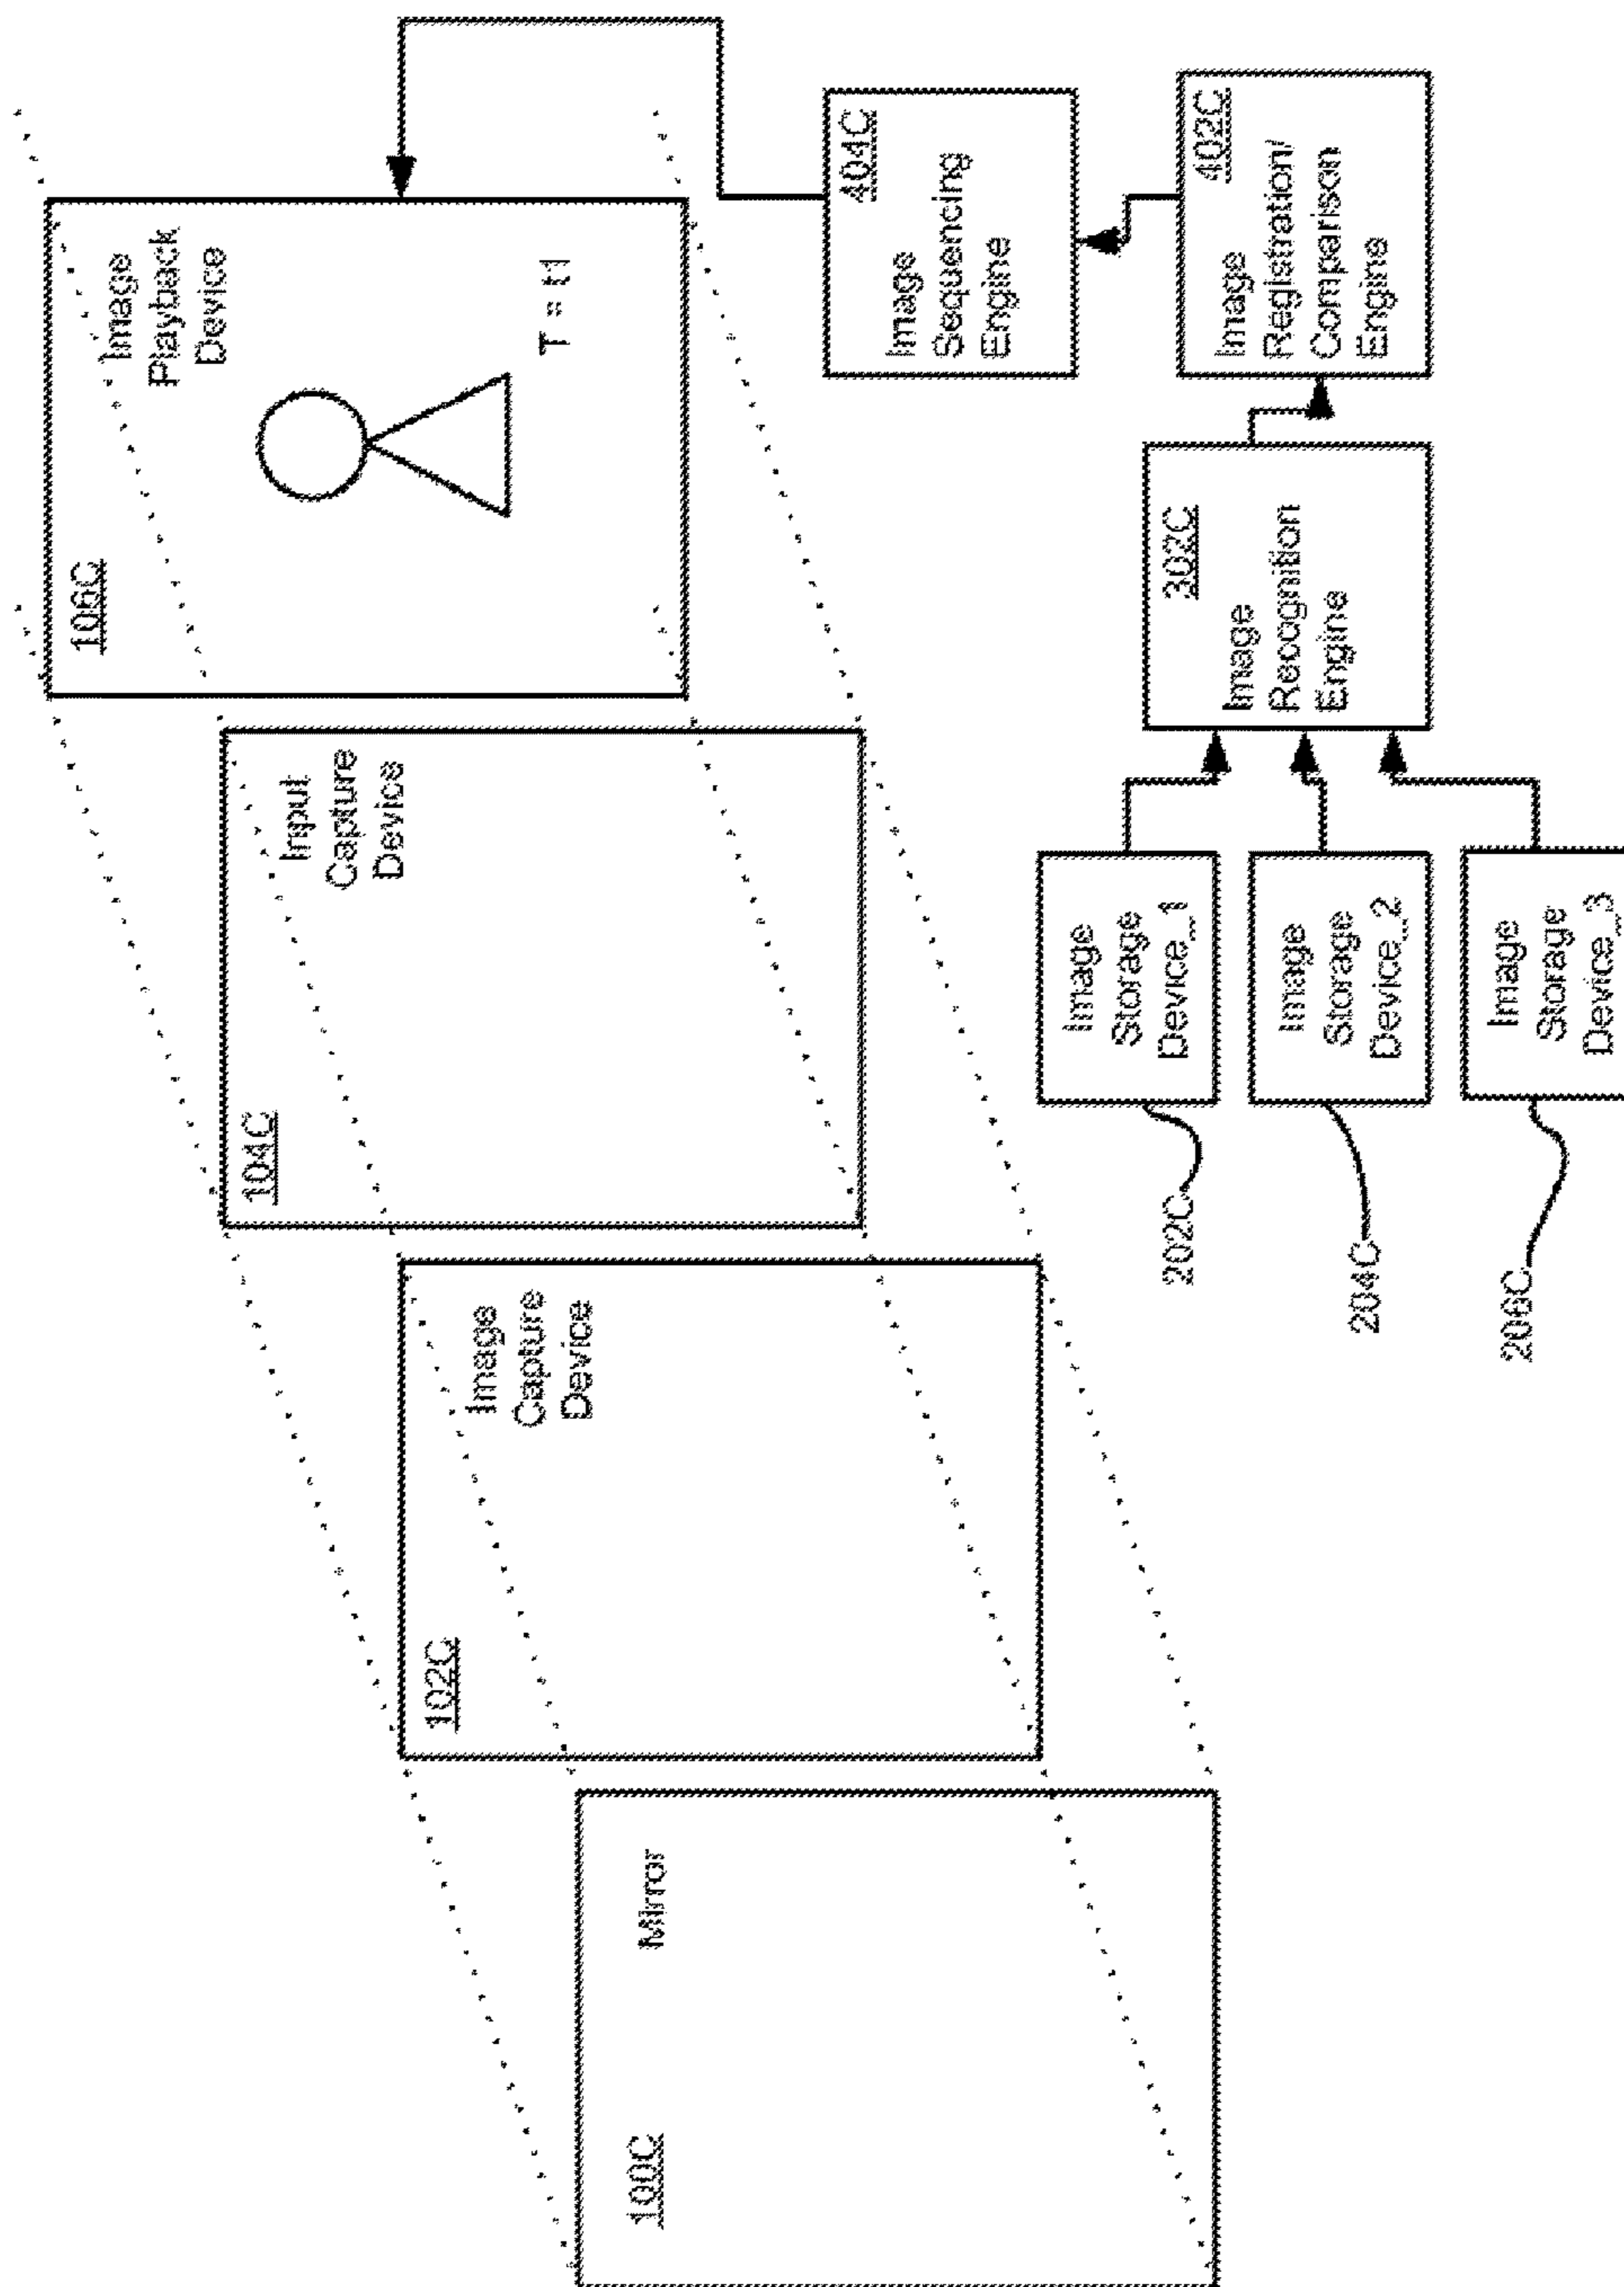 100C
Mirror
102C
Image
Capture
Device
104C
Input
Capture
Device
106C
Image
Playback
Device
T = t1
202C
Image
Storage
Device_1
204C
Image
Storage
Device_2
206C
Image
Storage
Device_3
302C
Image
Recognition
Engine
402C
Image
Registration/
Comparison
Engine
404C
Image
Sequencing
Engine